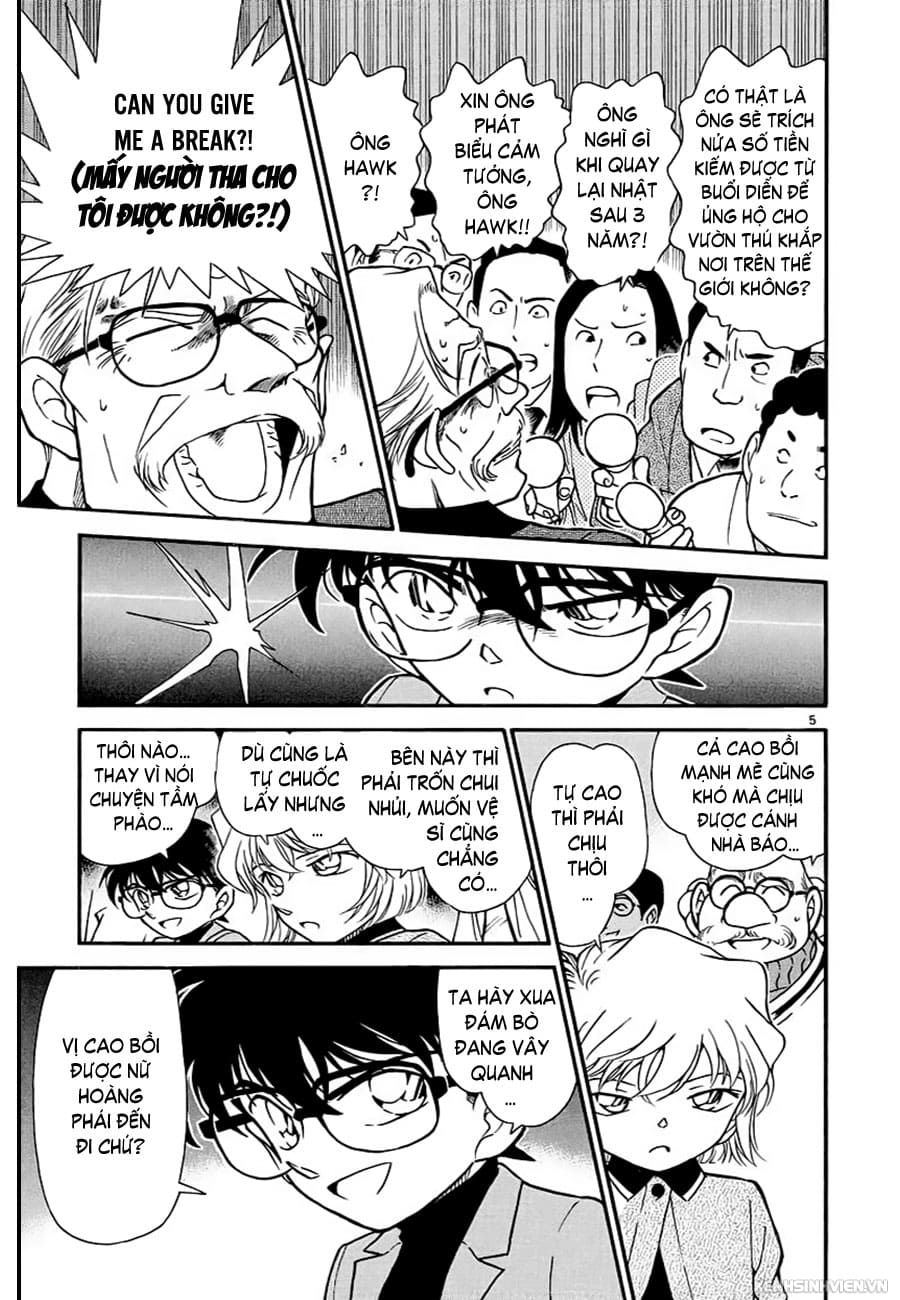 CÓ THẬT LÀ
ÔNG SẼ TRÍCH
NỬA SỐ TIỀN
KIẾM ĐƯỢC TỪ
BUỔI DIỄN ĐỂ
ỦNG HỘ CHO
VƯỜN THÚ KHẮP
NƠI TRÊN THẾ
GIỚI KHÔNG?
ÔNG
NGHĨ GÌ
KHI QUAY
LẠI NHẬT
SAU 3
NĂM?!
XIN ÔNG
PHÁT
BIỂU CẢM
TƯỞNG,
ÔNG
HAWK!!
ÔNG
HAWK
?!
CAN YOU GIVE
ME A BREAK?!
(MẤY NGƯỜI THA CHO
TÔI ĐƯỢC KHÔNG?!)
5
CẢ CAO BỒI
MẠNH MẼ CŨNG
KHÓ MÀ CHỊU
ĐƯỢC CÁNH
NHÀ BÁO...
TỰ CAO
THÌ PHẢI
CHỊU
THÔI
...
BÊN NÀY THÌ
PHẢI TRỐN CHUI
NHỦI, MUỐN VỆ
SĨ CŨNG
CHẲNG
CÓ...
DÙ CŨNG LÀ
TỰ CHUỐC
LẤY NHƯNG
...
THÔI NÀO...
THAY VÌ NÓI
CHUYỆN TẦM
PHÀO...
TA HÃY XUA
ĐÁM BÒ
ĐANG VÂY
QUANH
...
VỊ CAO BỒI
ĐƯỢC NỮ
HOÀNG
PHÁI ĐẾN
ĐI CHỨ?
KENHSINHVIEN.VN